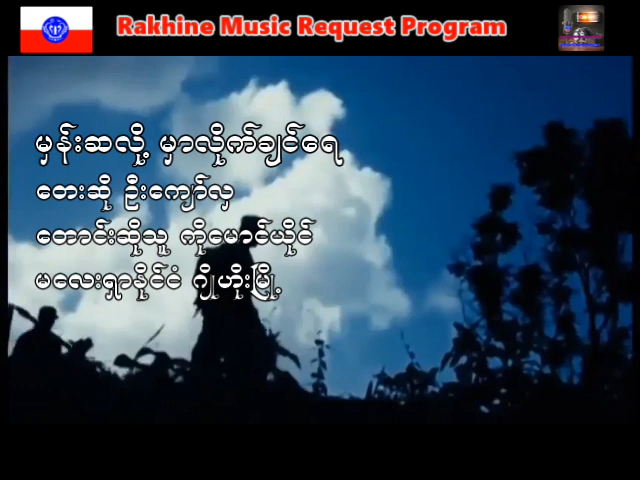 Rakhine Music Request Program
မှန်းဆလို့ မှာလိုက်ချင်ရေ
တေးဆို ဦးကျော်လှ
တောင်းဆိုသူ ကိုမောင်ယိုင်
မလေးရှာနိုင်ငံ ဂျိုဟိုးမြို့